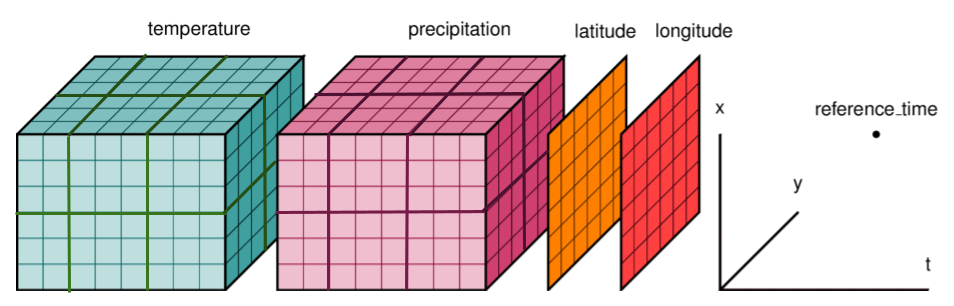 temperature
precipitation
latitude
longitude
x
reference_time
y
t